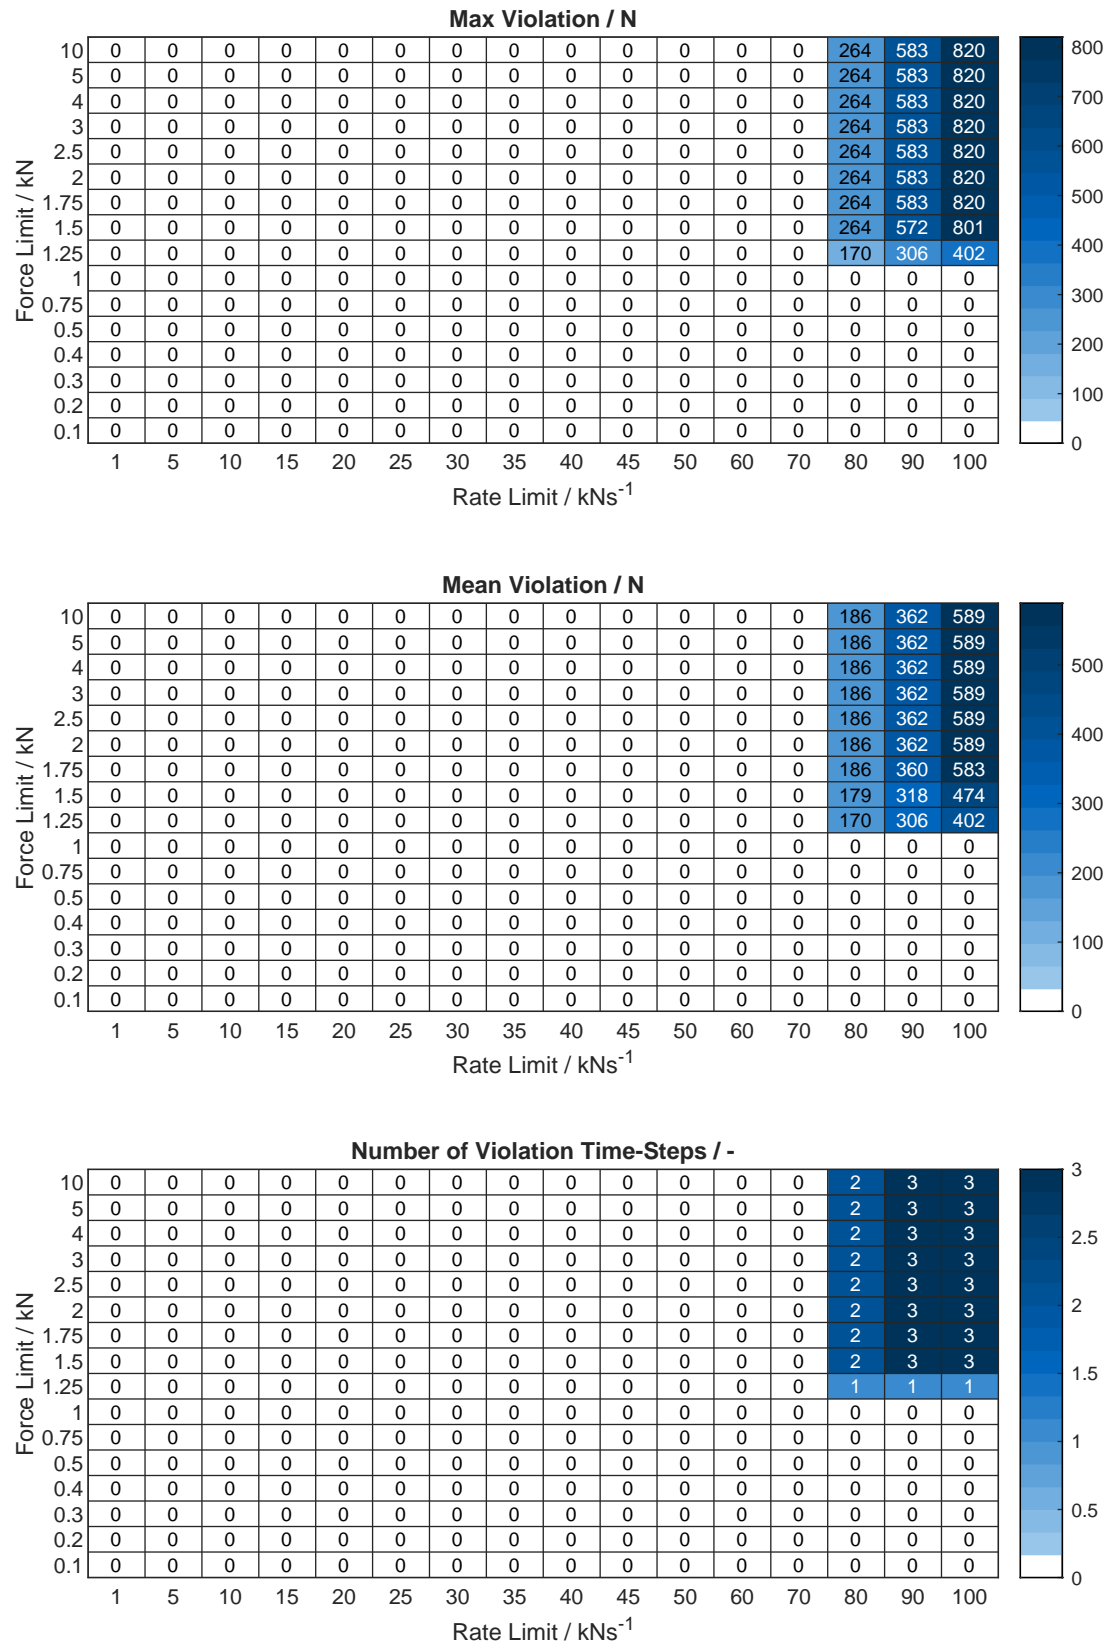 Max Violation / N
10 0 0 0 0 0 0 0 0 0 0 0 0 0 264 583 820 800
5 0 0 0 0 0 0 0 0 0 0 0 0 0 264 583 820
4 0 0 0 0 0 0 0 0 0 0 0 0 0 264 583 820 700
3 0 0 0 0 0 0 0 0 0 0 0 0 0 264 583 820
2.5 0 0 0 0 0 0 0 0 0 0 0 0 0 264 583 820 600
2 0 0 0 0 0 0 0 0 0 0 0 0 0 264 583 820
1.75 0 0 0 0 0 0 0 0 0 0 0 0 0 264 583 820 500
1.5 0 0 0 0 0 0 0 0 0 0 0 0 0 264 572 801
1.25 0 0 0 0 0 0 0 0 0 0 0 0 0 170 306 402 400
1 0 0 0 0 0 0 0 0 0 0 0 0 0 0 0 0
0.75 0 0 0 0 0 0 0 0 0 0 0 0 0 0 0 0 300
0.5 0 0 0 0 0 0 0 0 0 0 0 0 0 0 0 0
0.4 0 0 0 0 0 0 0 0 0 0 0 0 0 0 0 0 200
0.3 0 0 0 0 0 0 0 0 0 0 0 0 0 0 0 0
0.2 0 0 0 0 0 0 0 0 0 0 0 0 0 0 0 0 100
0.1 0 0 0 0 0 0 0 0 0 0 0 0 0 0 0 0 0
Force Limit / kN
1 5 10 15 20 25 30 35 40 45 50 60 70 80 90 100
Rate Limit / kNs-1
Mean Violation / N
10 0 0 0 0 0 0 0 0 0 0 0 0 0 186 362 589
5 0 0 0 0 0 0 0 0 0 0 0 0 0 186 362 589
4 0 0 0 0 0 0 0 0 0 0 0 0 0 186 362 589 500
3 0 0 0 0 0 0 0 0 0 0 0 0 0 186 362 589
2.5 0 0 0 0 0 0 0 0 0 0 0 0 0 186 362 589
2 0 0 0 0 0 0 0 0 0 0 0 0 0 186 362 589 400
1.75 0 0 0 0 0 0 0 0 0 0 0 0 0 186 360 583
1.5 0 0 0 0 0 0 0 0 0 0 0 0 0 179 318 474 300
1.25 0 0 0 0 0 0 0 0 0 0 0 0 0 170 306 402
1 0 0 0 0 0 0 0 0 0 0 0 0 0 0 0 0
0.75 0 0 0 0 0 0 0 0 0 0 0 0 0 0 0 0 200
0.5 0 0 0 0 0 0 0 0 0 0 0 0 0 0 0 0
0.4 0 0 0 0 0 0 0 0 0 0 0 0 0 0 0 0
0.3 0 0 0 0 0 0 0 0 0 0 0 0 0 0 0 0 100
0.2 0 0 0 0 0 0 0 0 0 0 0 0 0 0 0 0
0.1 0 0 0 0 0 0 0 0 0 0 0 0 0 0 0 0 0
Force Limit / kN
1 5 10 15 20 25 30 35 40 45 50 60 70 80 90 100
Rate Limit / kNs-1
Number of Violation Time-Steps / -
10 0 0 0 0 0 0 0 0 0 0 0 0 0 2 3 3 3
5 0 0 0 0 0 0 0 0 0 0 0 0 0 2 3 3
4 0 0 0 0 0 0 0 0 0 0 0 0 0 2 3 3 2.5
3 0 0 0 0 0 0 0 0 0 0 0 0 0 2 3 3
2.5 0 0 0 0 0 0 0 0 0 0 0 0 0 2 3 3
2 0 0 0 0 0 0 0 0 0 0 0 0 0 2 3 3 2
1.75 0 0 0 0 0 0 0 0 0 0 0 0 0 2 3 3
1.5 0 0 0 0 0 0 0 0 0 0 0 0 0 2 3 3 1.5
1.25 0 0 0 0 0 0 0 0 0 0 0 0 0 1 1 1
1 0 0 0 0 0 0 0 0 0 0 0 0 0 0 0 0
0.75 0 0 0 0 0 0 0 0 0 0 0 0 0 0 0 0 1
0.5 0 0 0 0 0 0 0 0 0 0 0 0 0 0 0 0
0.4 0 0 0 0 0 0 0 0 0 0 0 0 0 0 0 0
0.3 0 0 0 0 0 0 0 0 0 0 0 0 0 0 0 0 0.5
0.2 0 0 0 0 0 0 0 0 0 0 0 0 0 0 0 0
0.1 0 0 0 0 0 0 0 0 0 0 0 0 0 0 0 0 0
Force Limit / kN
1 5 10 15 20 25 30 35 40 45 50 60 70 80 90 100
Rate Limit / kNs-1